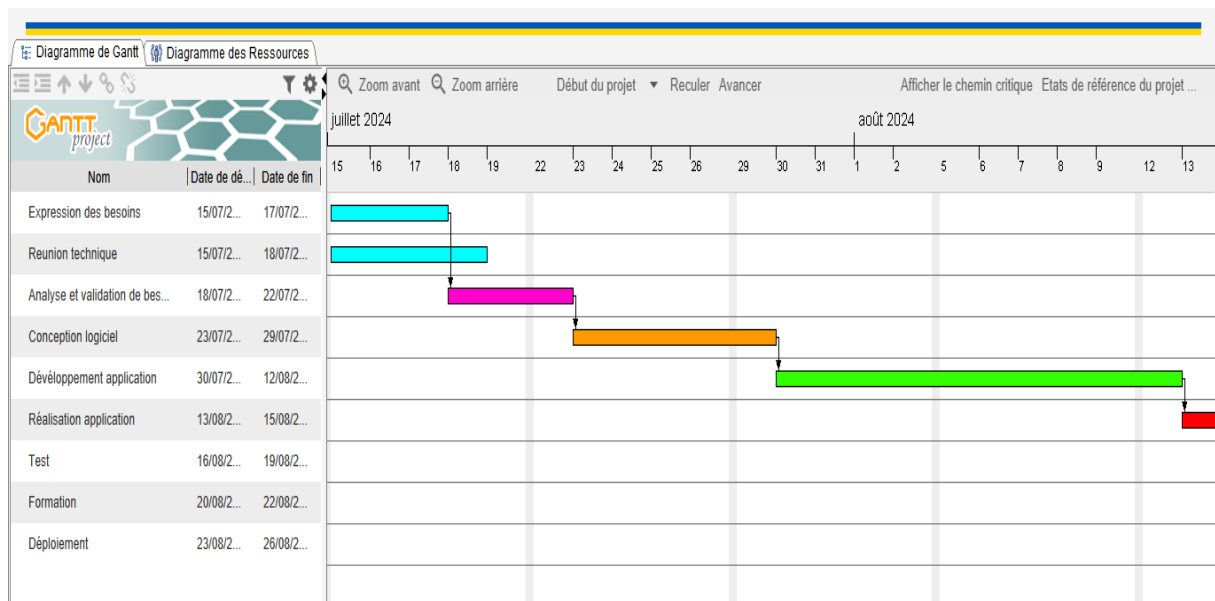 Diagramme de Gantt Diagramme des Ressources
Zoom avant Zoom arrière Début du projet Reculer Avancer Afficher le chemin critique Etats de référence du projet ...
GANTT project
juillet 2024 août 2024
15 16 17 18 19 22 23 24 25 26 29 30 31 1 2 5 6 7 8 9 12 13
Nom Date de dé... Date de fin
Expression des besoins 15/07/2... 17/07/2...
Reunion technique 15/07/2... 18/07/2...
Analyse et validation de bes... 18/07/2... 22/07/2...
Conception logiciel 23/07/2... 29/07/2...
Dévéloppement application 30/07/2... 12/08/2...
Réalisation application 13/08/2... 15/08/2...
Test 16/08/2... 19/08/2...
Formation 20/08/2... 22/08/2...
Déploiement 23/08/2... 26/08/2...